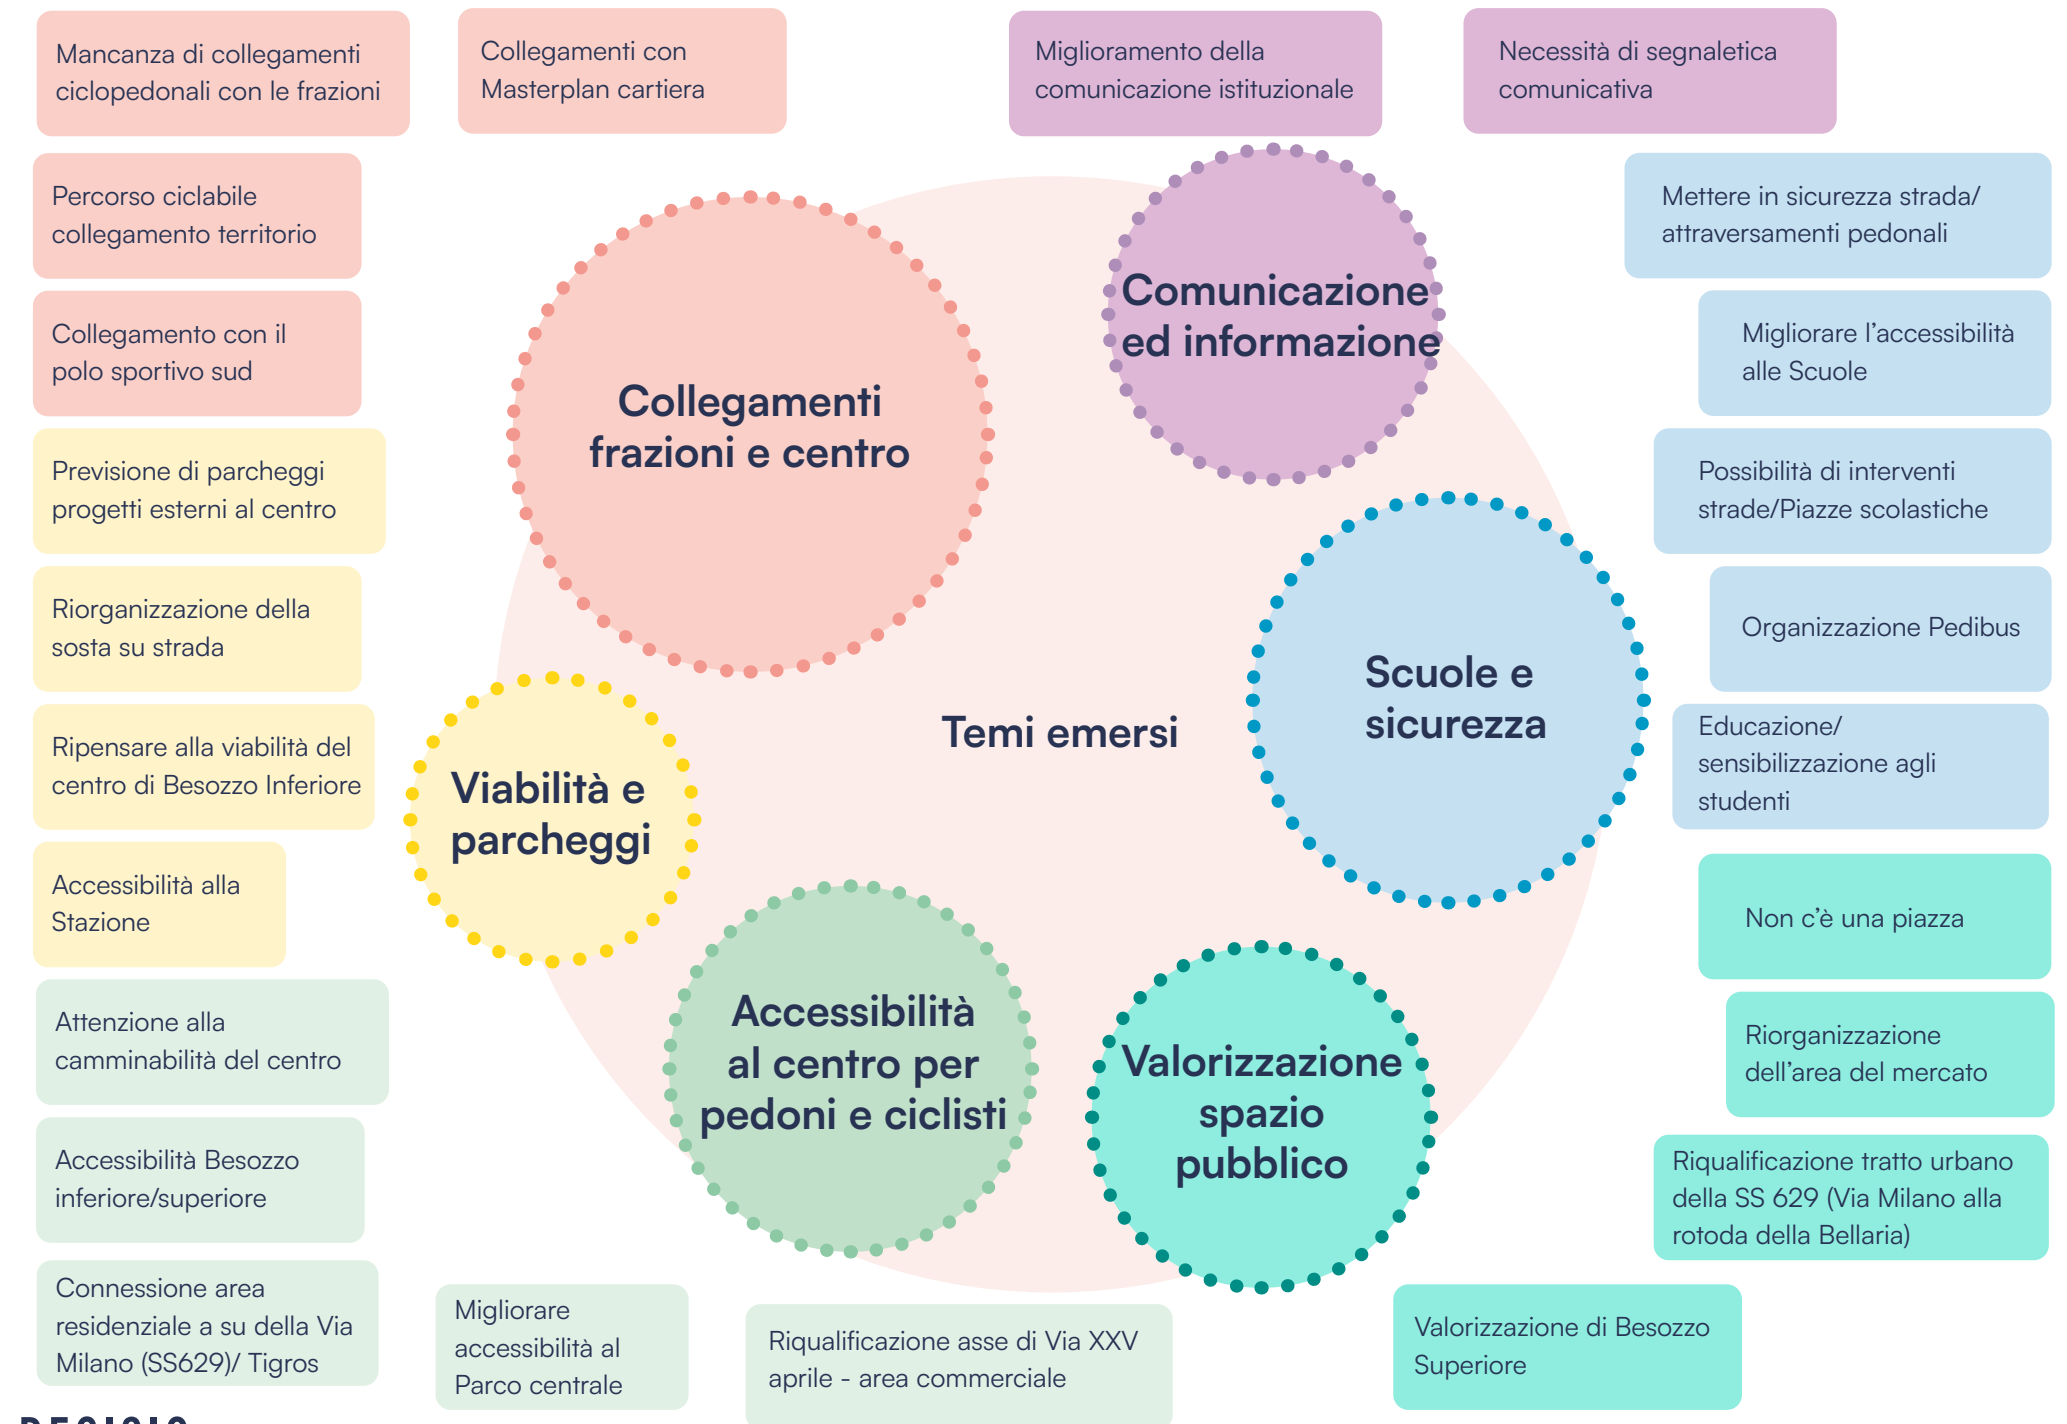 Mancanza di collegamenti
ciclopedonali con le frazioni
Collegamenti con
Masterplan cartiera
Miglioramento della
comunicazione istituzionale
Necessità di segnaletica
comunicativa
Percorso ciclabile
collegamento territorio
Collegamento con il
polo sportivo sud
Previsione di parcheggi
progetti esterni al centro
Riorganizzazione della
sosta su strada
Ripensare alla viabilità del
centro di Besozzo Inferiore
Accessibilità alla
Stazione
Attenzione alla
camminabilità del centro
Accessibilità Besozzo
inferiore/superiore
Connessione area
residenziale a su della Via
Milano (SS629)/ Tigros
Migliorare
accessibilità al
Parco centrale
Riqualificazione asse di Via XXV
aprile - area commerciale
Collegamenti
frazioni e centro
Comunicazione
ed informazione
Scuole e
sicurezza
Temi emersi
Viabilità e
parcheggi
Accessibilità
al centro per
pedoni e ciclisti
Valorizzazione
spazio
pubblico
Mettere in sicurezza strada/
attraversamenti pedonali
Migliorare l'accessibilità
alle Scuole
Possibilità di interventi
strade/Piazze scolastiche
Organizzazione Pedibus
Educazione/
sensibilizzazione agli
studenti
Non c'è una piazza
Riorganizzazione
dell'area del mercato
Riqualificazione tratto urbano
della SS 629 (Via Milano alla
rotoda della Bellaria)
Valorizzazione di Besozzo
Superiore